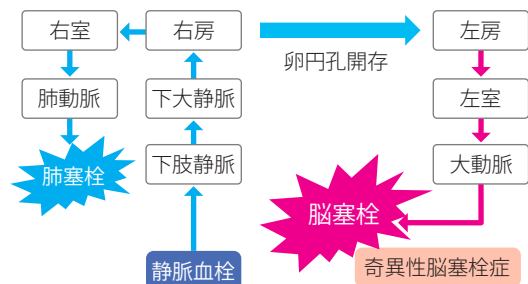 右室
右房
左房
卵円孔開存
肺動脈
下大静脈
左室
肺塞栓
下肢静脈
大動脈
脳塞栓
静脈血栓
奇異性脳塞栓症